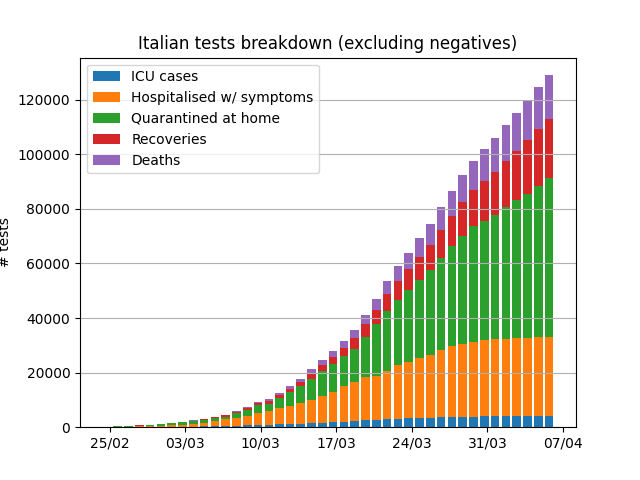 Italian tests breakdown (excluding negatives)
ICU cases
Hospitalised w/ symptoms
Quarantined at home
Recoveries
Deaths
120000
100000
80000
60000
40000
20000
0
# tests
25/02 03/03 10/03 17/03 24/03 31/03 07/04